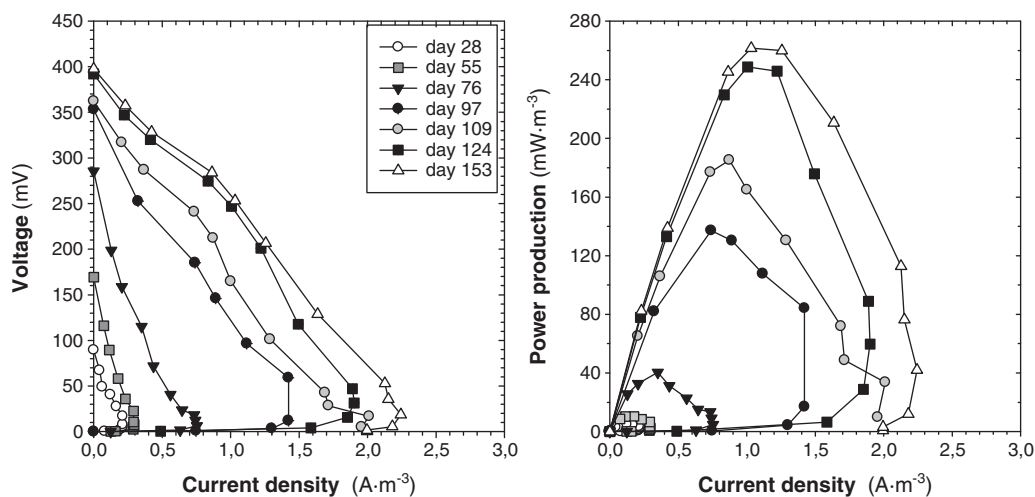 400
350
300
250
200
150
100
50
0
Voltage (mV)
0,0 0,5 1,0 1,5 2,0 2,5 3,0
Current density (A·m-3)
day 28
day 55
day 76
day 97
day 109
day 124
day 153
280
240
200
160
120
80
40
0
Power production (mW·m-3)
0,0 0,5 1,0 1,5 2,0 2,5 3,0
Current density (A·m-3)